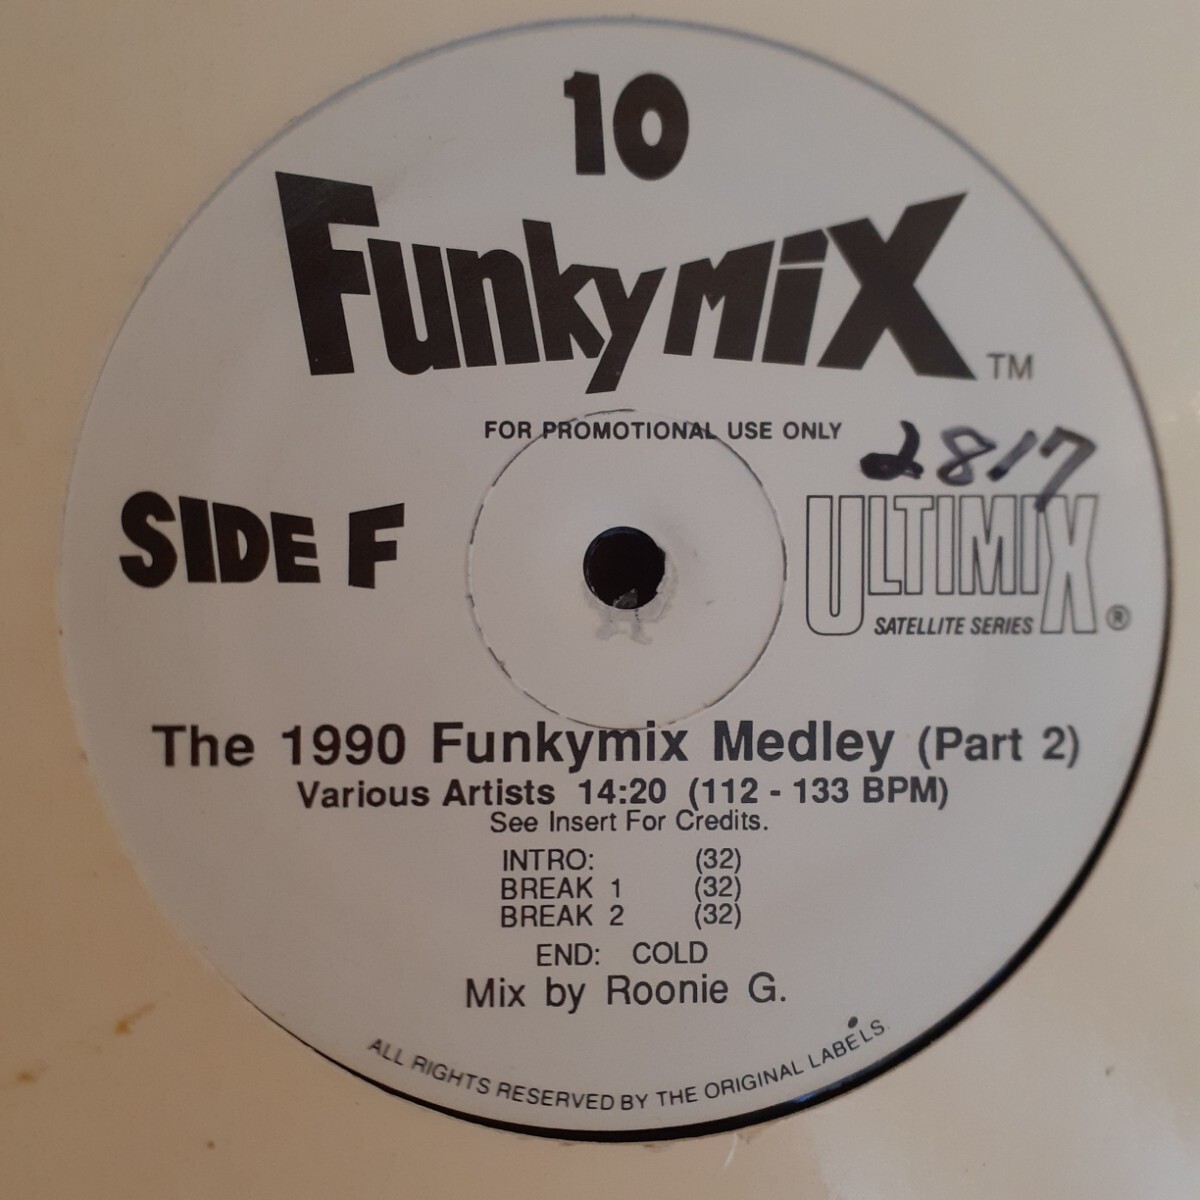 10
FunkymiX TM
FOR PROMOTIONAL USE ONLY
2817
SIDE F
ULTIMIX
SATELLITE SERIES ®
The 1990 Funkymix Medley (Part 2)
Various Artists 14:20 (112 - 133 BPM)
See Insert For Credits.
INTRO: (32)
BREAK 1 (32)
BREAK 2 (32)
END: COLD
Mix by Roonie G.
ALL RIGHTS RESERVED BY THE ORIGINAL LABELS.